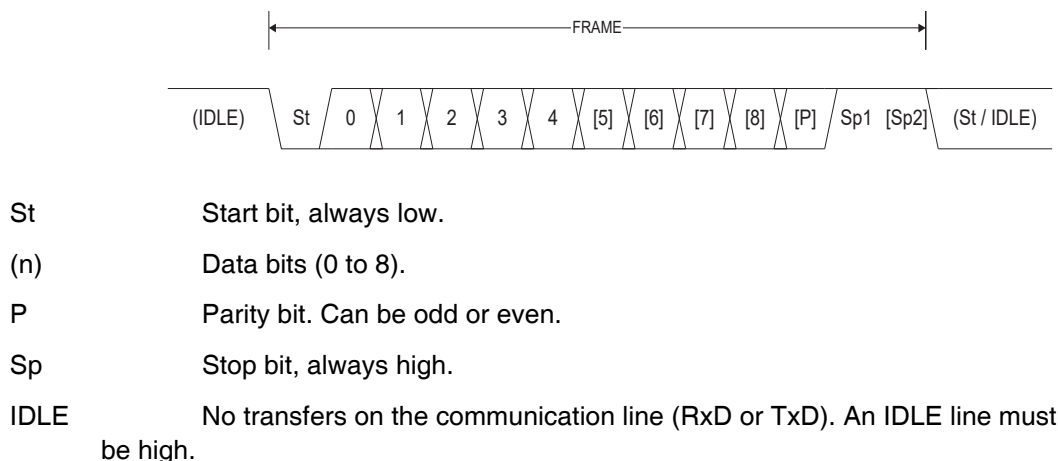 FRAME
(IDLE) St 0 1 2 3 4 [5] [6] [7] [8] [P] Sp1 [Sp2] (St / IDLE)
St Start bit, always low.
(n) Data bits (0 to 8).
P Parity bit. Can be odd or even.
Sp Stop bit, always high.
IDLE No transfers on the communication line (RxD or TxD). An IDLE line must
be high.